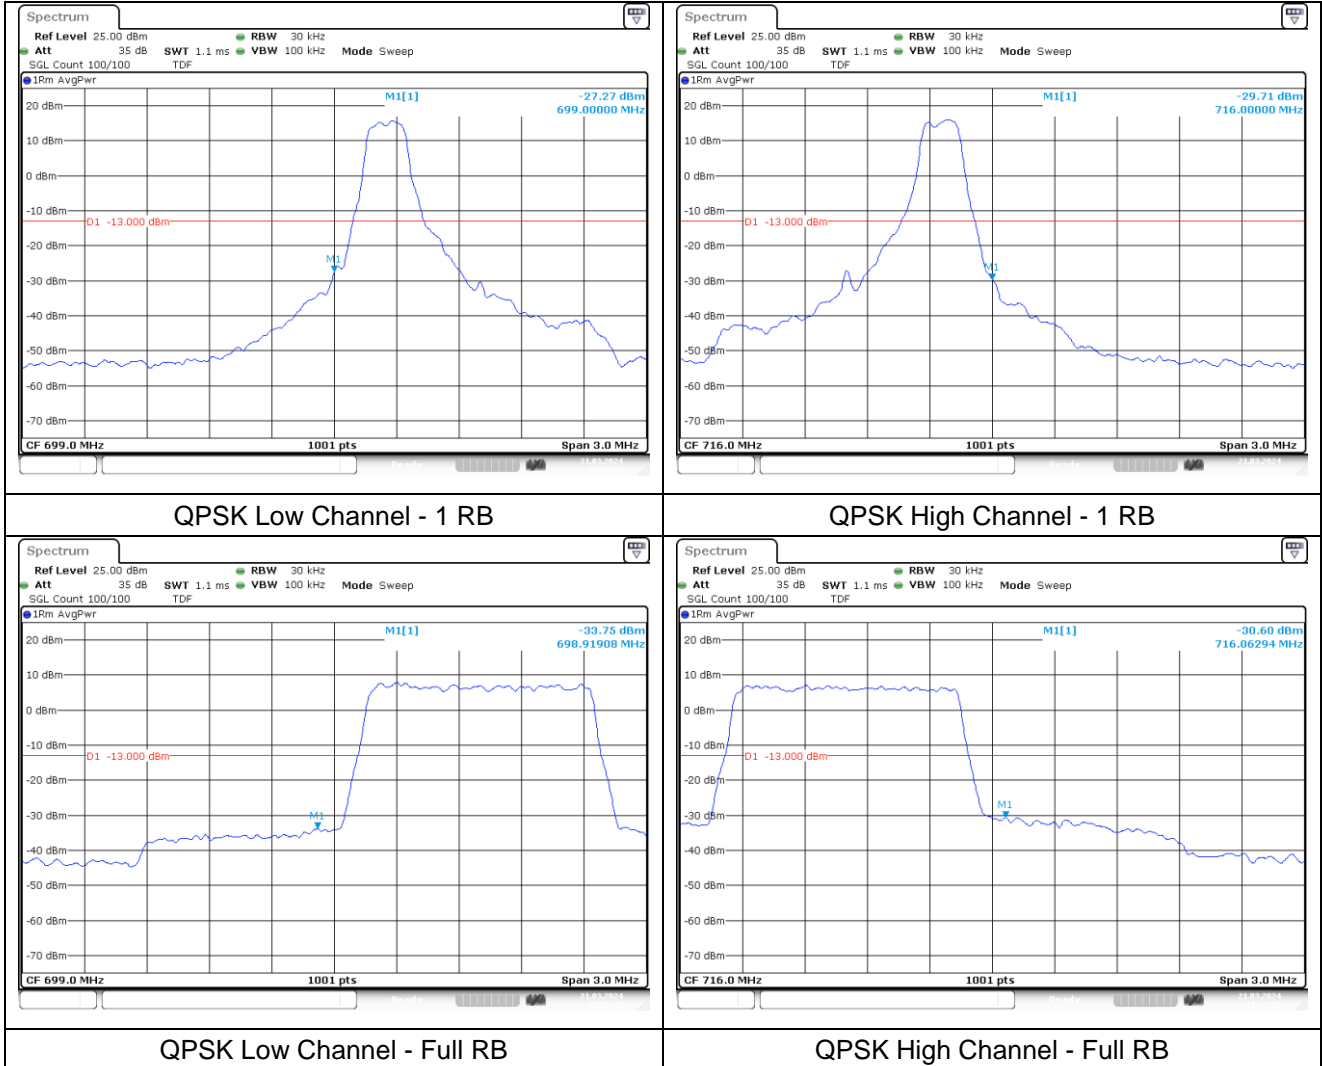 Spectrum
Ref Level 25.00 dBm RBW 30 kHz
Att 35 dB SWT 1.1 ms VBW 100 kHz Mode Sweep
SGL Count 100/100 TDF
1Rm AvgPwr
M1[1] -27.27 dBm
699.00000 MHz
20 dBm
10 dBm
0 dBm
-10 dBm
D1 -13.000 dBm
-20 dBm
M1
-30 dBm
-40 dBm
-50 dBm
-60 dBm
-70 dBm
CF 699.0 MHz 1001 pts Span 3.0 MHz
Ready 21.03.2024
QPSK Low Channel - 1 RB
Spectrum
Ref Level 25.00 dBm RBW 30 kHz
Att 35 dB SWT 1.1 ms VBW 100 kHz Mode Sweep
SGL Count 100/100 TDF
1Rm AvgPwr
M1[1] -29.71 dBm
716.00000 MHz
20 dBm
10 dBm
0 dBm
-10 dBm
D1 -13.000 dBm
-20 dBm
M1
-30 dBm
-40 dBm
-50 dBm
-60 dBm
-70 dBm
CF 716.0 MHz 1001 pts Span 3.0 MHz
Ready 21.03.2024
QPSK High Channel - 1 RB
Spectrum
Ref Level 25.00 dBm RBW 30 kHz
Att 35 dB SWT 1.1 ms VBW 100 kHz Mode Sweep
SGL Count 100/100 TDF
1Rm AvgPwr
M1[1] -33.75 dBm
698.91908 MHz
20 dBm
10 dBm
0 dBm
-10 dBm
D1 -13.000 dBm
-20 dBm
-30 dBm
M1
-40 dBm
-50 dBm
-60 dBm
-70 dBm
CF 699.0 MHz 1001 pts Span 3.0 MHz
Ready 21.03.2024
QPSK Low Channel - Full RB
Spectrum
Ref Level 25.00 dBm RBW 30 kHz
Att 35 dB SWT 1.1 ms VBW 100 kHz Mode Sweep
SGL Count 100/100 TDF
1Rm AvgPwr
M1[1] -30.60 dBm
716.06294 MHz
20 dBm
10 dBm
0 dBm
-10 dBm
D1 -13.000 dBm
-20 dBm
M1
-30 dBm
-40 dBm
-50 dBm
-60 dBm
-70 dBm
CF 716.0 MHz 1001 pts Span 3.0 MHz
Ready 21.03.2024
QPSK High Channel - Full RB